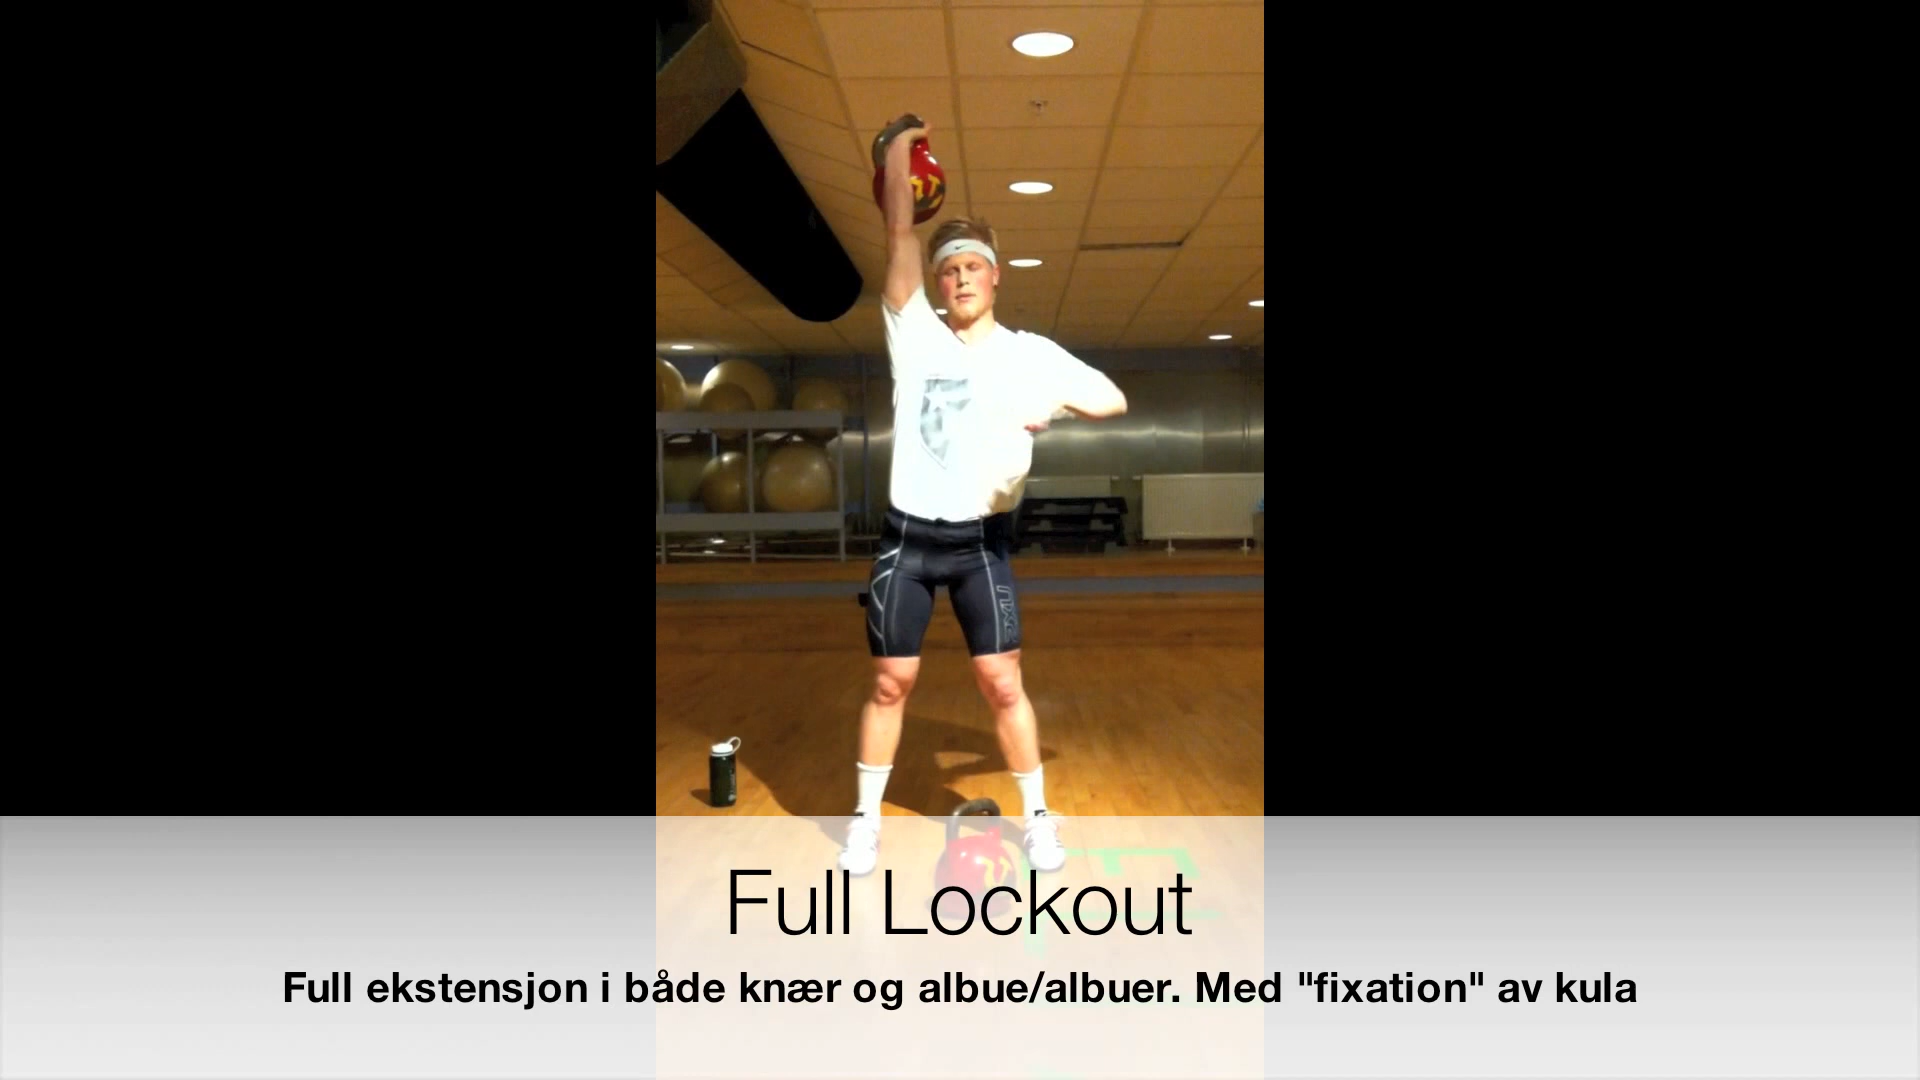 Full Lockout
Full ekstensjon i både knær og albue/albuer. Med "fixation" av kula